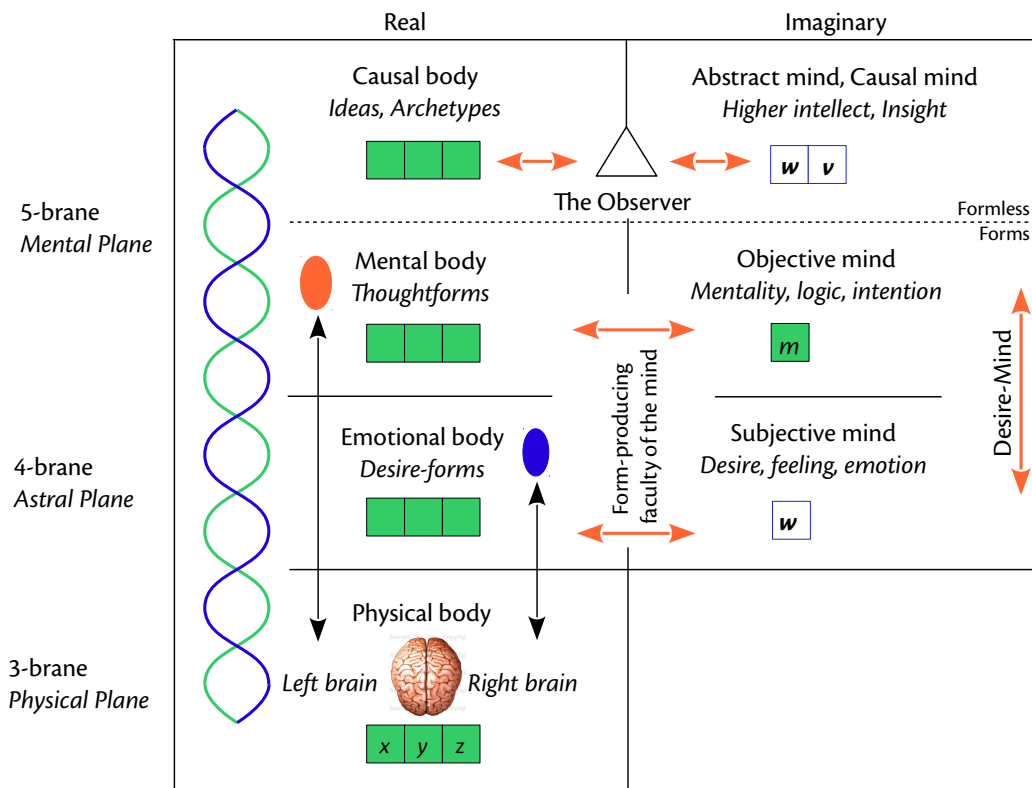 Real
Imaginary
Causal body
Ideas, Archetypes
Abstract mind, Causal mind
Higher intellect, Insight
w v
The Observer
Formless
Forms
5-brane
Mental Plane
Mental body
Thoughtforms
Objective mind
Mentality, logic, intention
m
Form-producing
faculty of the mind
Desire-Mind
4-brane
Astral Plane
Emotional body
Desire-forms
Subjective mind
Desire, feeling, emotion
w
3-brane
Physical Plane
Physical body
Left brain
Right brain
x y z